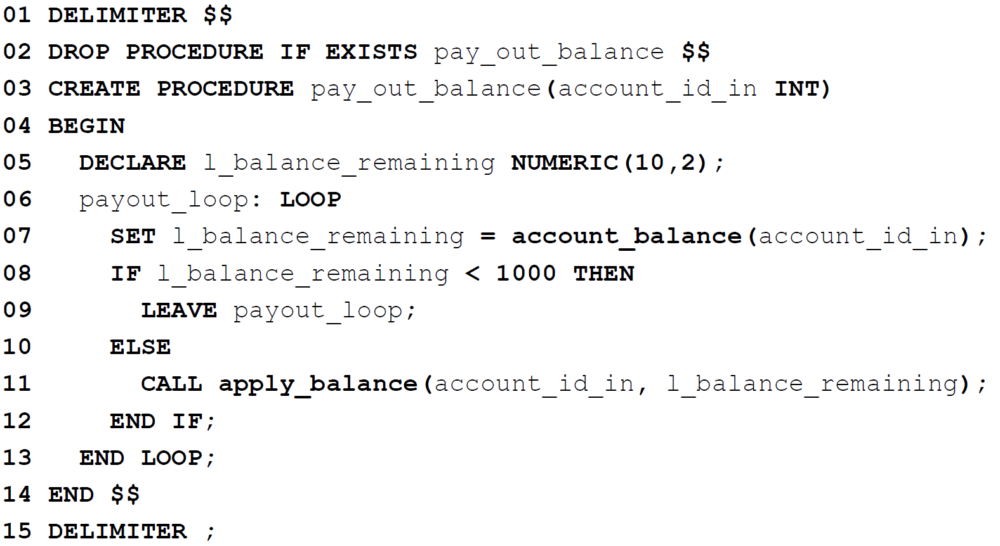 01 DELIMITER $$
02 DROP PROCEDURE IF EXISTS pay_out_balance $$
03 CREATE PROCEDURE pay_out_balance(account_id_in INT)
04 BEGIN
05   DECLARE l_balance_remaining NUMERIC(10,2);
06   payout_loop: LOOP
07     SET l_balance_remaining = account_balance(account_id_in);
08     IF l_balance_remaining < 1000 THEN
09       LEAVE payout_loop;
10     ELSE
11       CALL apply_balance(account_id_in, l_balance_remaining);
12     END IF;
13   END LOOP;
14 END $$
15 DELIMITER ;